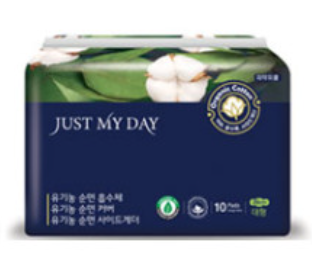 JUST MY DAY
Organic Cotton
유기농 순면 흡수체
유기농 순면 커버
유기농 순면 사이드게더
10 Pads
대형